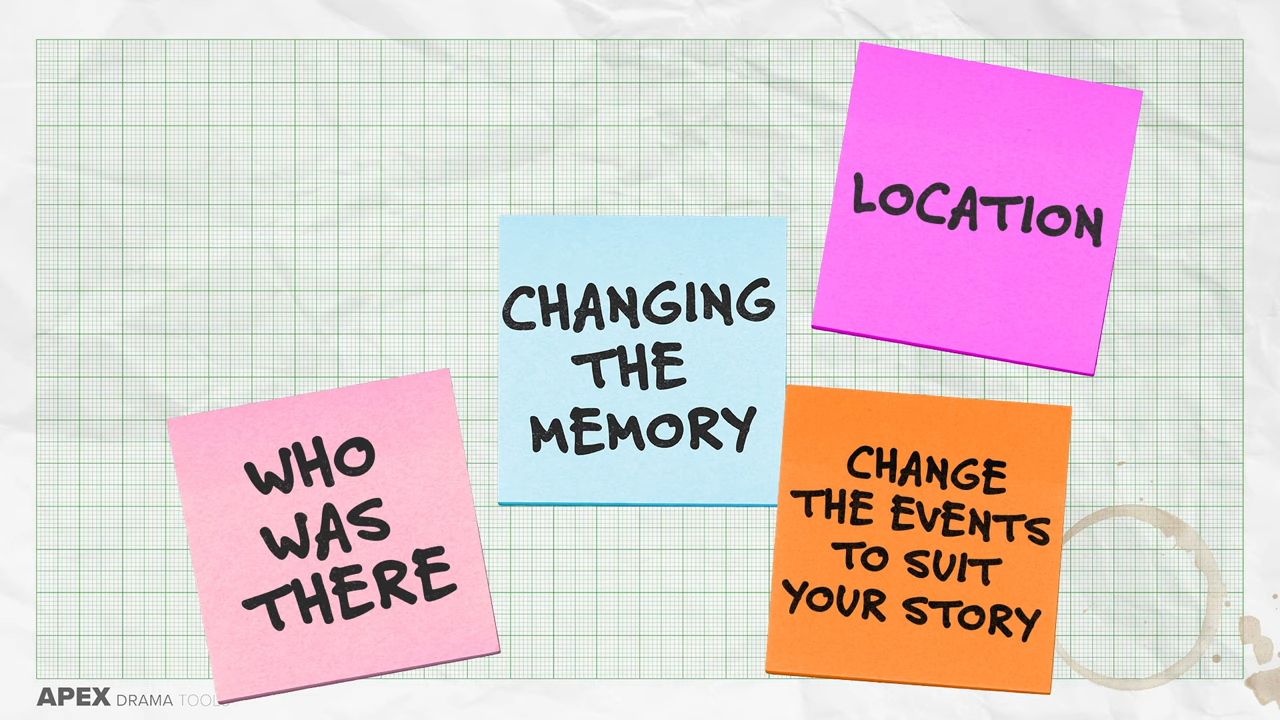 LOCATION
CHANGING
THE
MEMORY
WHO
WAS
THERE
CHANGE
THE EVENTS
TO SUIT
YOUR STORY
APEX DRAMA TOOLS